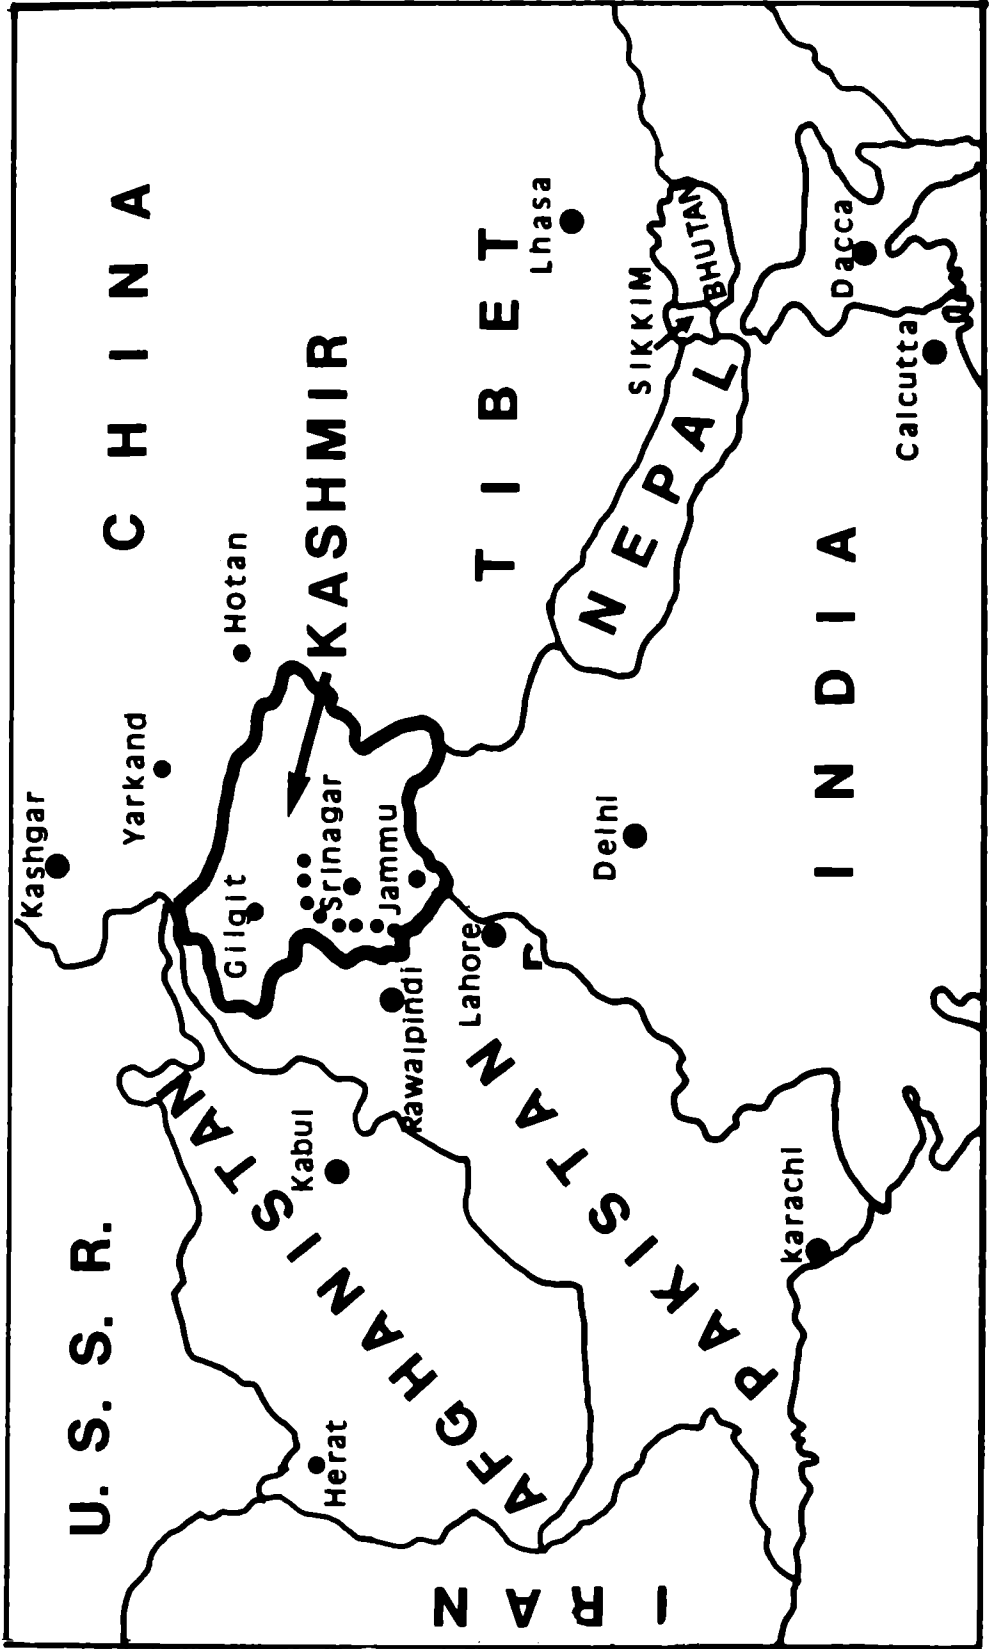 U. S. S. R.
Kashgar
CHINA
Yarkand
Hotan
KASHMIR
Gilgit
Srinagar
Jammu
Herat
Kabul
AFGHANISTAN
Rawalpindi
Lahore
TIBET
Lhasa
IRAN
PAKISTAN
Delhi
NEPAL
SIKKIM
BHUTAN
Karachi
INDIA
Dacca
Calcutta